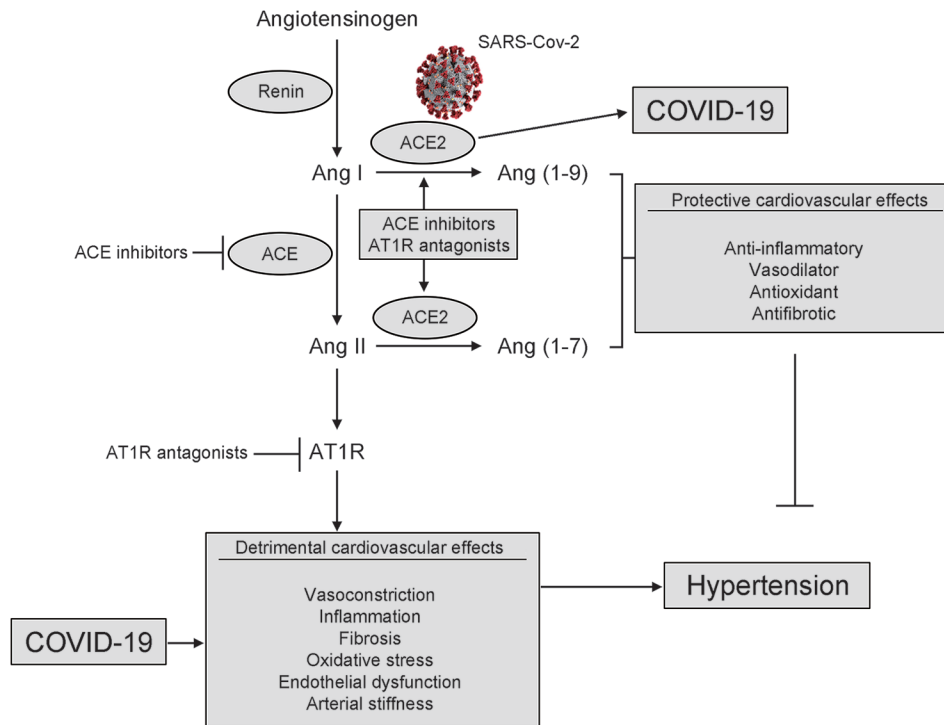 Angiotensinogen
SARS-Cov-2
Renin
COVID-19
ACE2
Ang I
Ang (1-9)
Protective cardiovascular effects
ACE inhibitors
AT1R antagonists
Anti-inflammatory
Vasodilator
Antioxidant
Antifibrotic
ACE inhibitors
ACE
ACE2
Ang II
Ang (1-7)
AT1R antagonists
AT1R
Detrimental cardiovascular effects
Vasoconstriction
Inflammation
Fibrosis
Oxidative stress
Endothelial dysfunction
Arterial stiffness
Hypertension
COVID-19